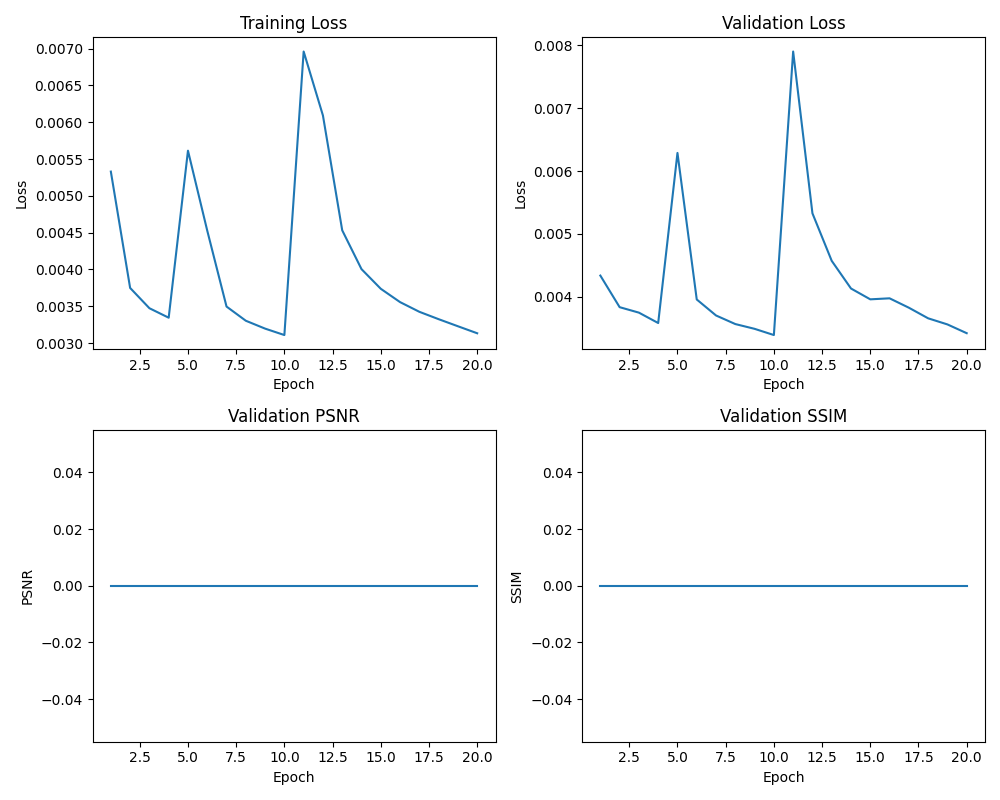 Training Loss
0.0070
0.0065
0.0060
0.0055
0.0050
0.0045
0.0040
0.0035
0.0030
Loss
2.5 5.0 7.5 10.0 12.5 15.0 17.5 20.0
Epoch
Validation Loss
0.008
0.007
0.006
0.005
0.004
Loss
2.5 5.0 7.5 10.0 12.5 15.0 17.5 20.0
Epoch
Validation PSNR
0.04
0.02
0.00
−0.02
−0.04
PSNR
2.5 5.0 7.5 10.0 12.5 15.0 17.5 20.0
Epoch
Validation SSIM
0.04
0.02
0.00
−0.02
−0.04
SSIM
2.5 5.0 7.5 10.0 12.5 15.0 17.5 20.0
Epoch